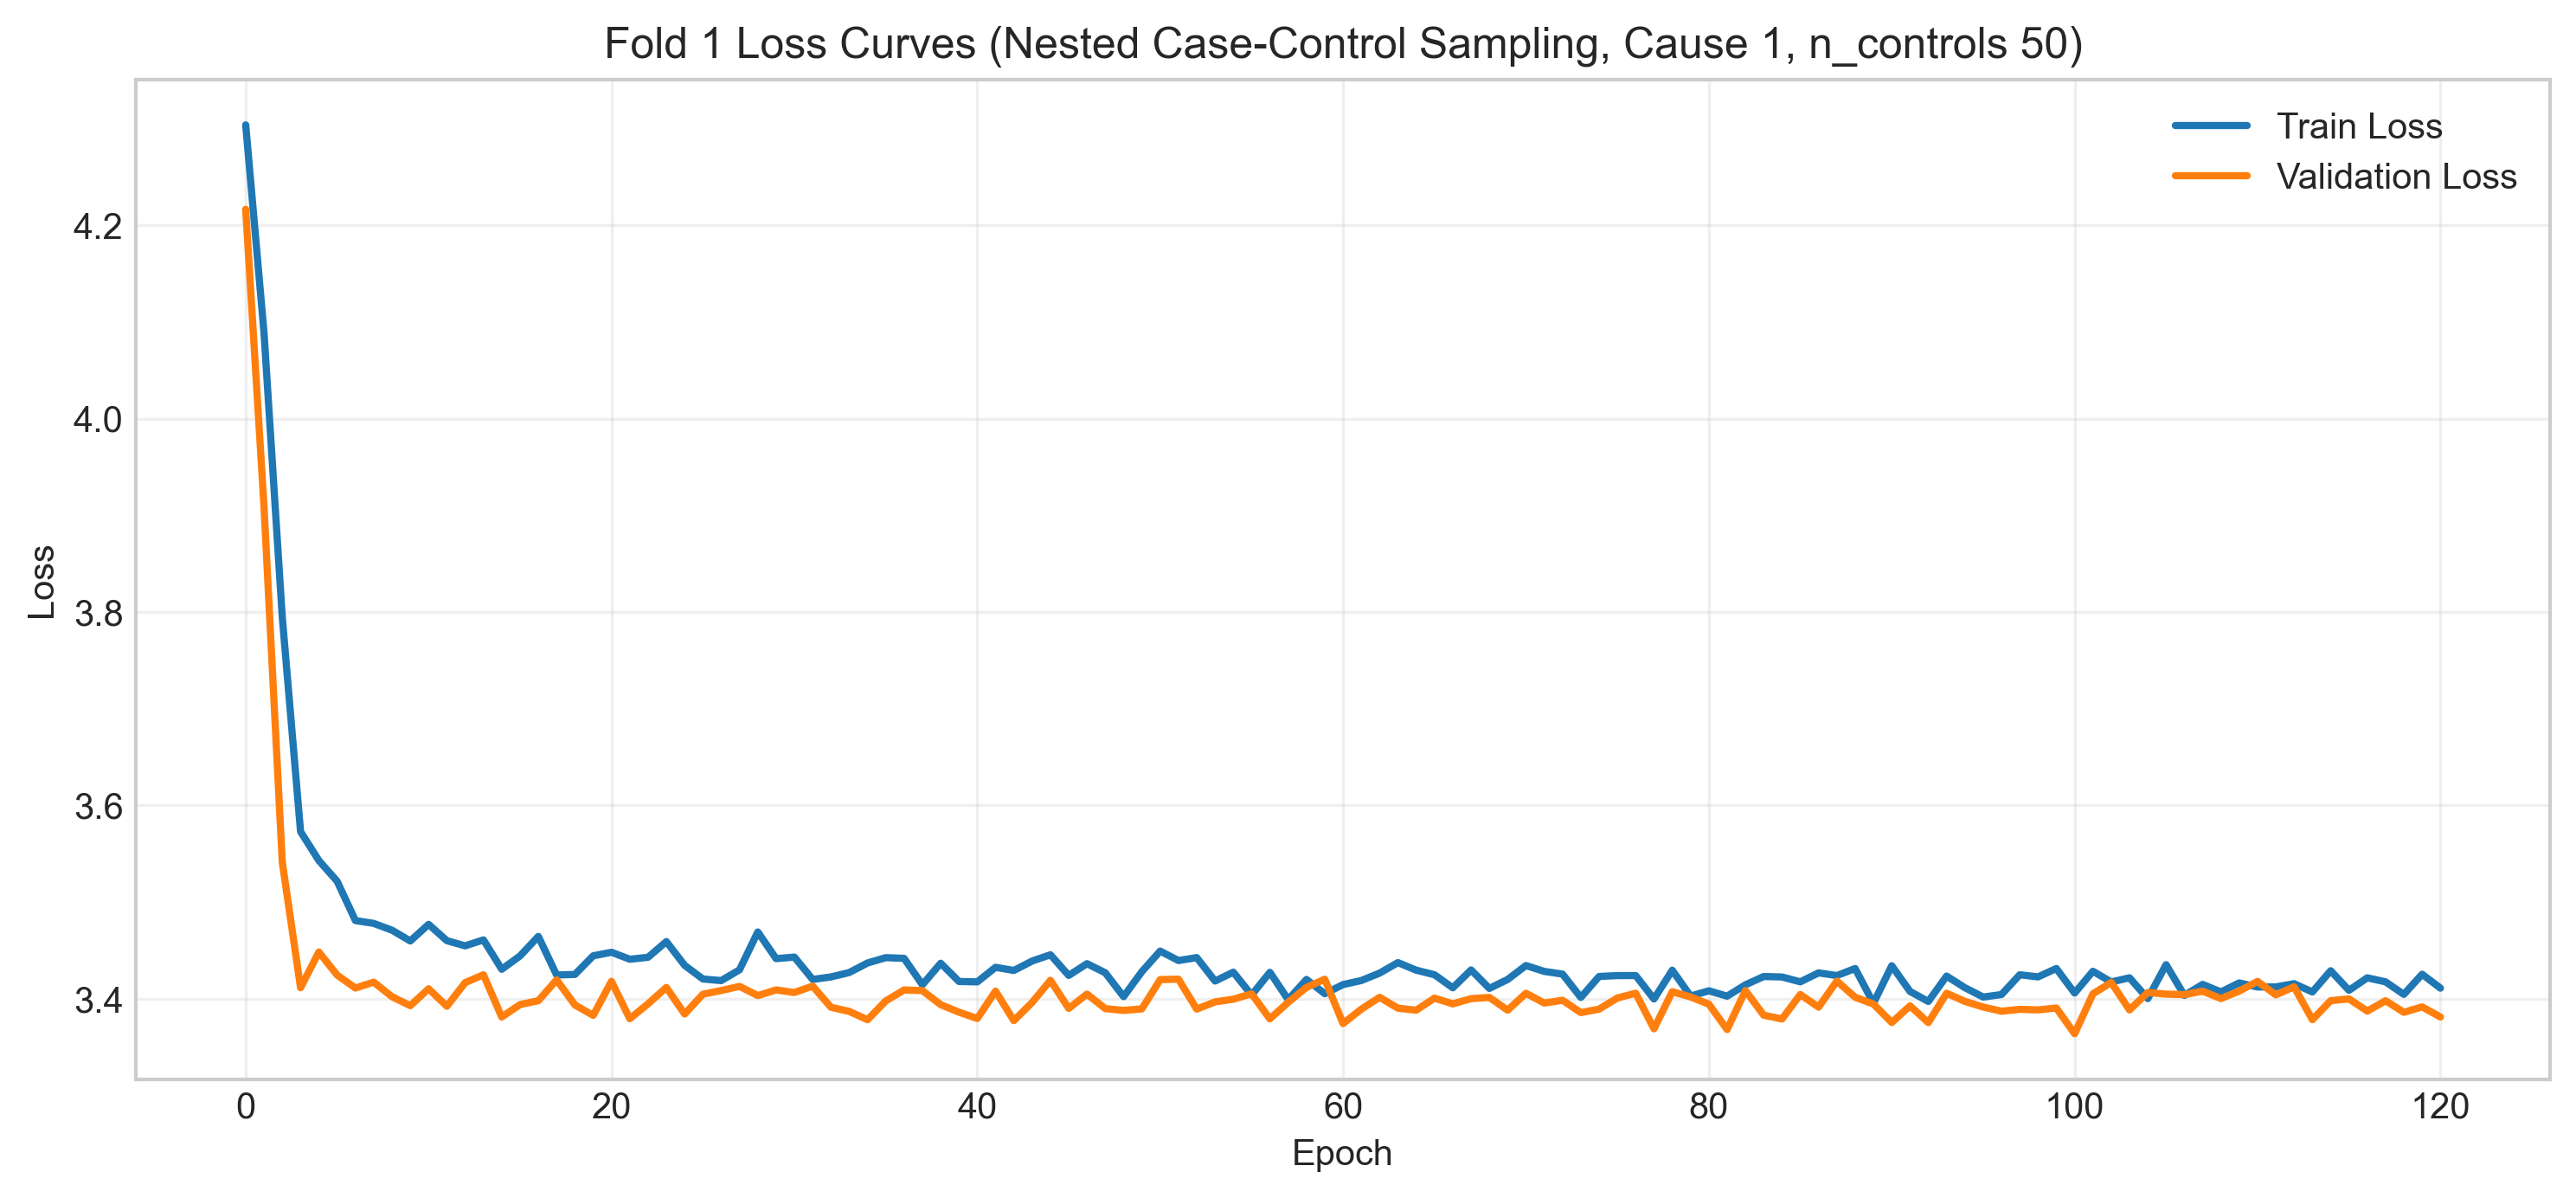 Fold 1 Loss Curves (Nested Case-Control Sampling, Cause 1, n_controls 50)
Train Loss
Validation Loss
4.2
4.0
3.8
3.6
3.4
Loss
0 20 40 60 80 100 120
Epoch